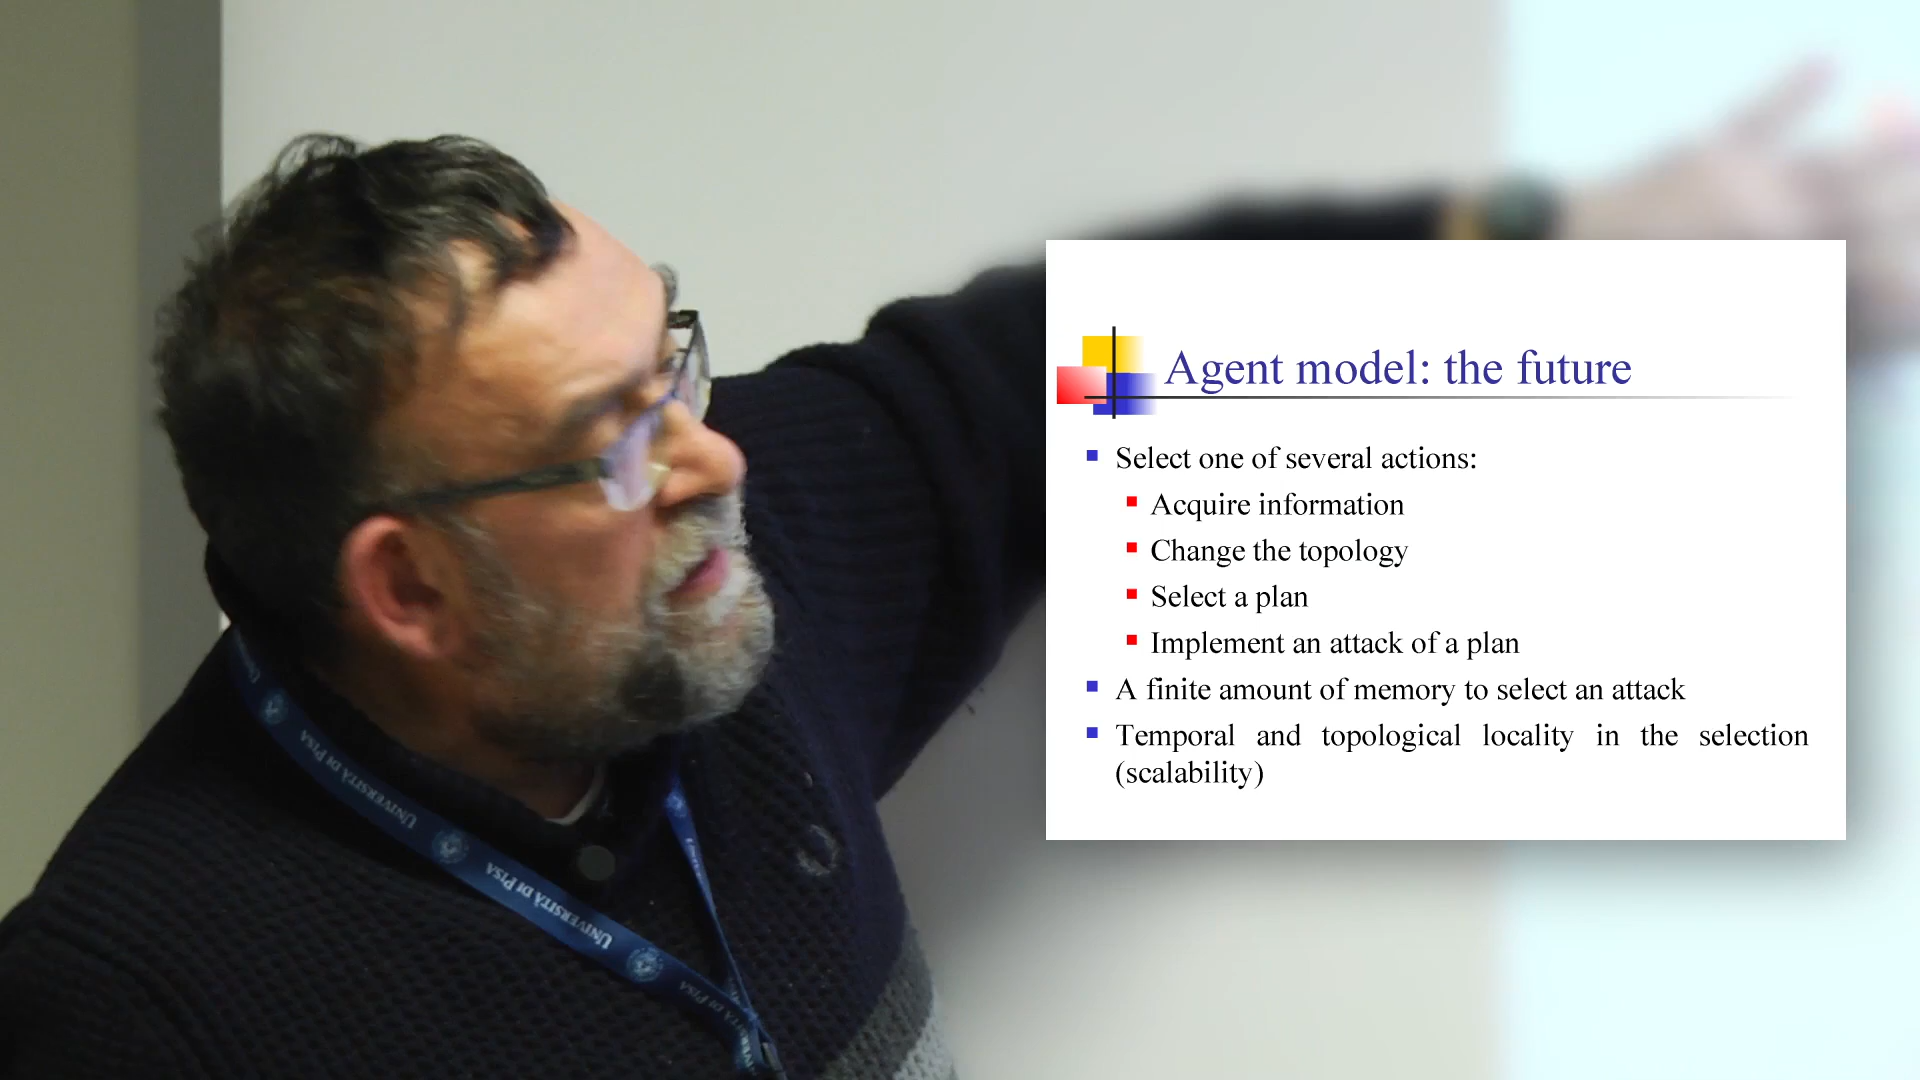 Agent model: the future
Select one of several actions:
Acquire information
Change the topology
Select a plan
Implement an attack of a plan
A finite amount of memory to select an attack
Temporal and topological locality in the selection
(scalability)
UNIVERSITÀ DI PISA
UNIVERSITÀ DI PISA
DI PISA